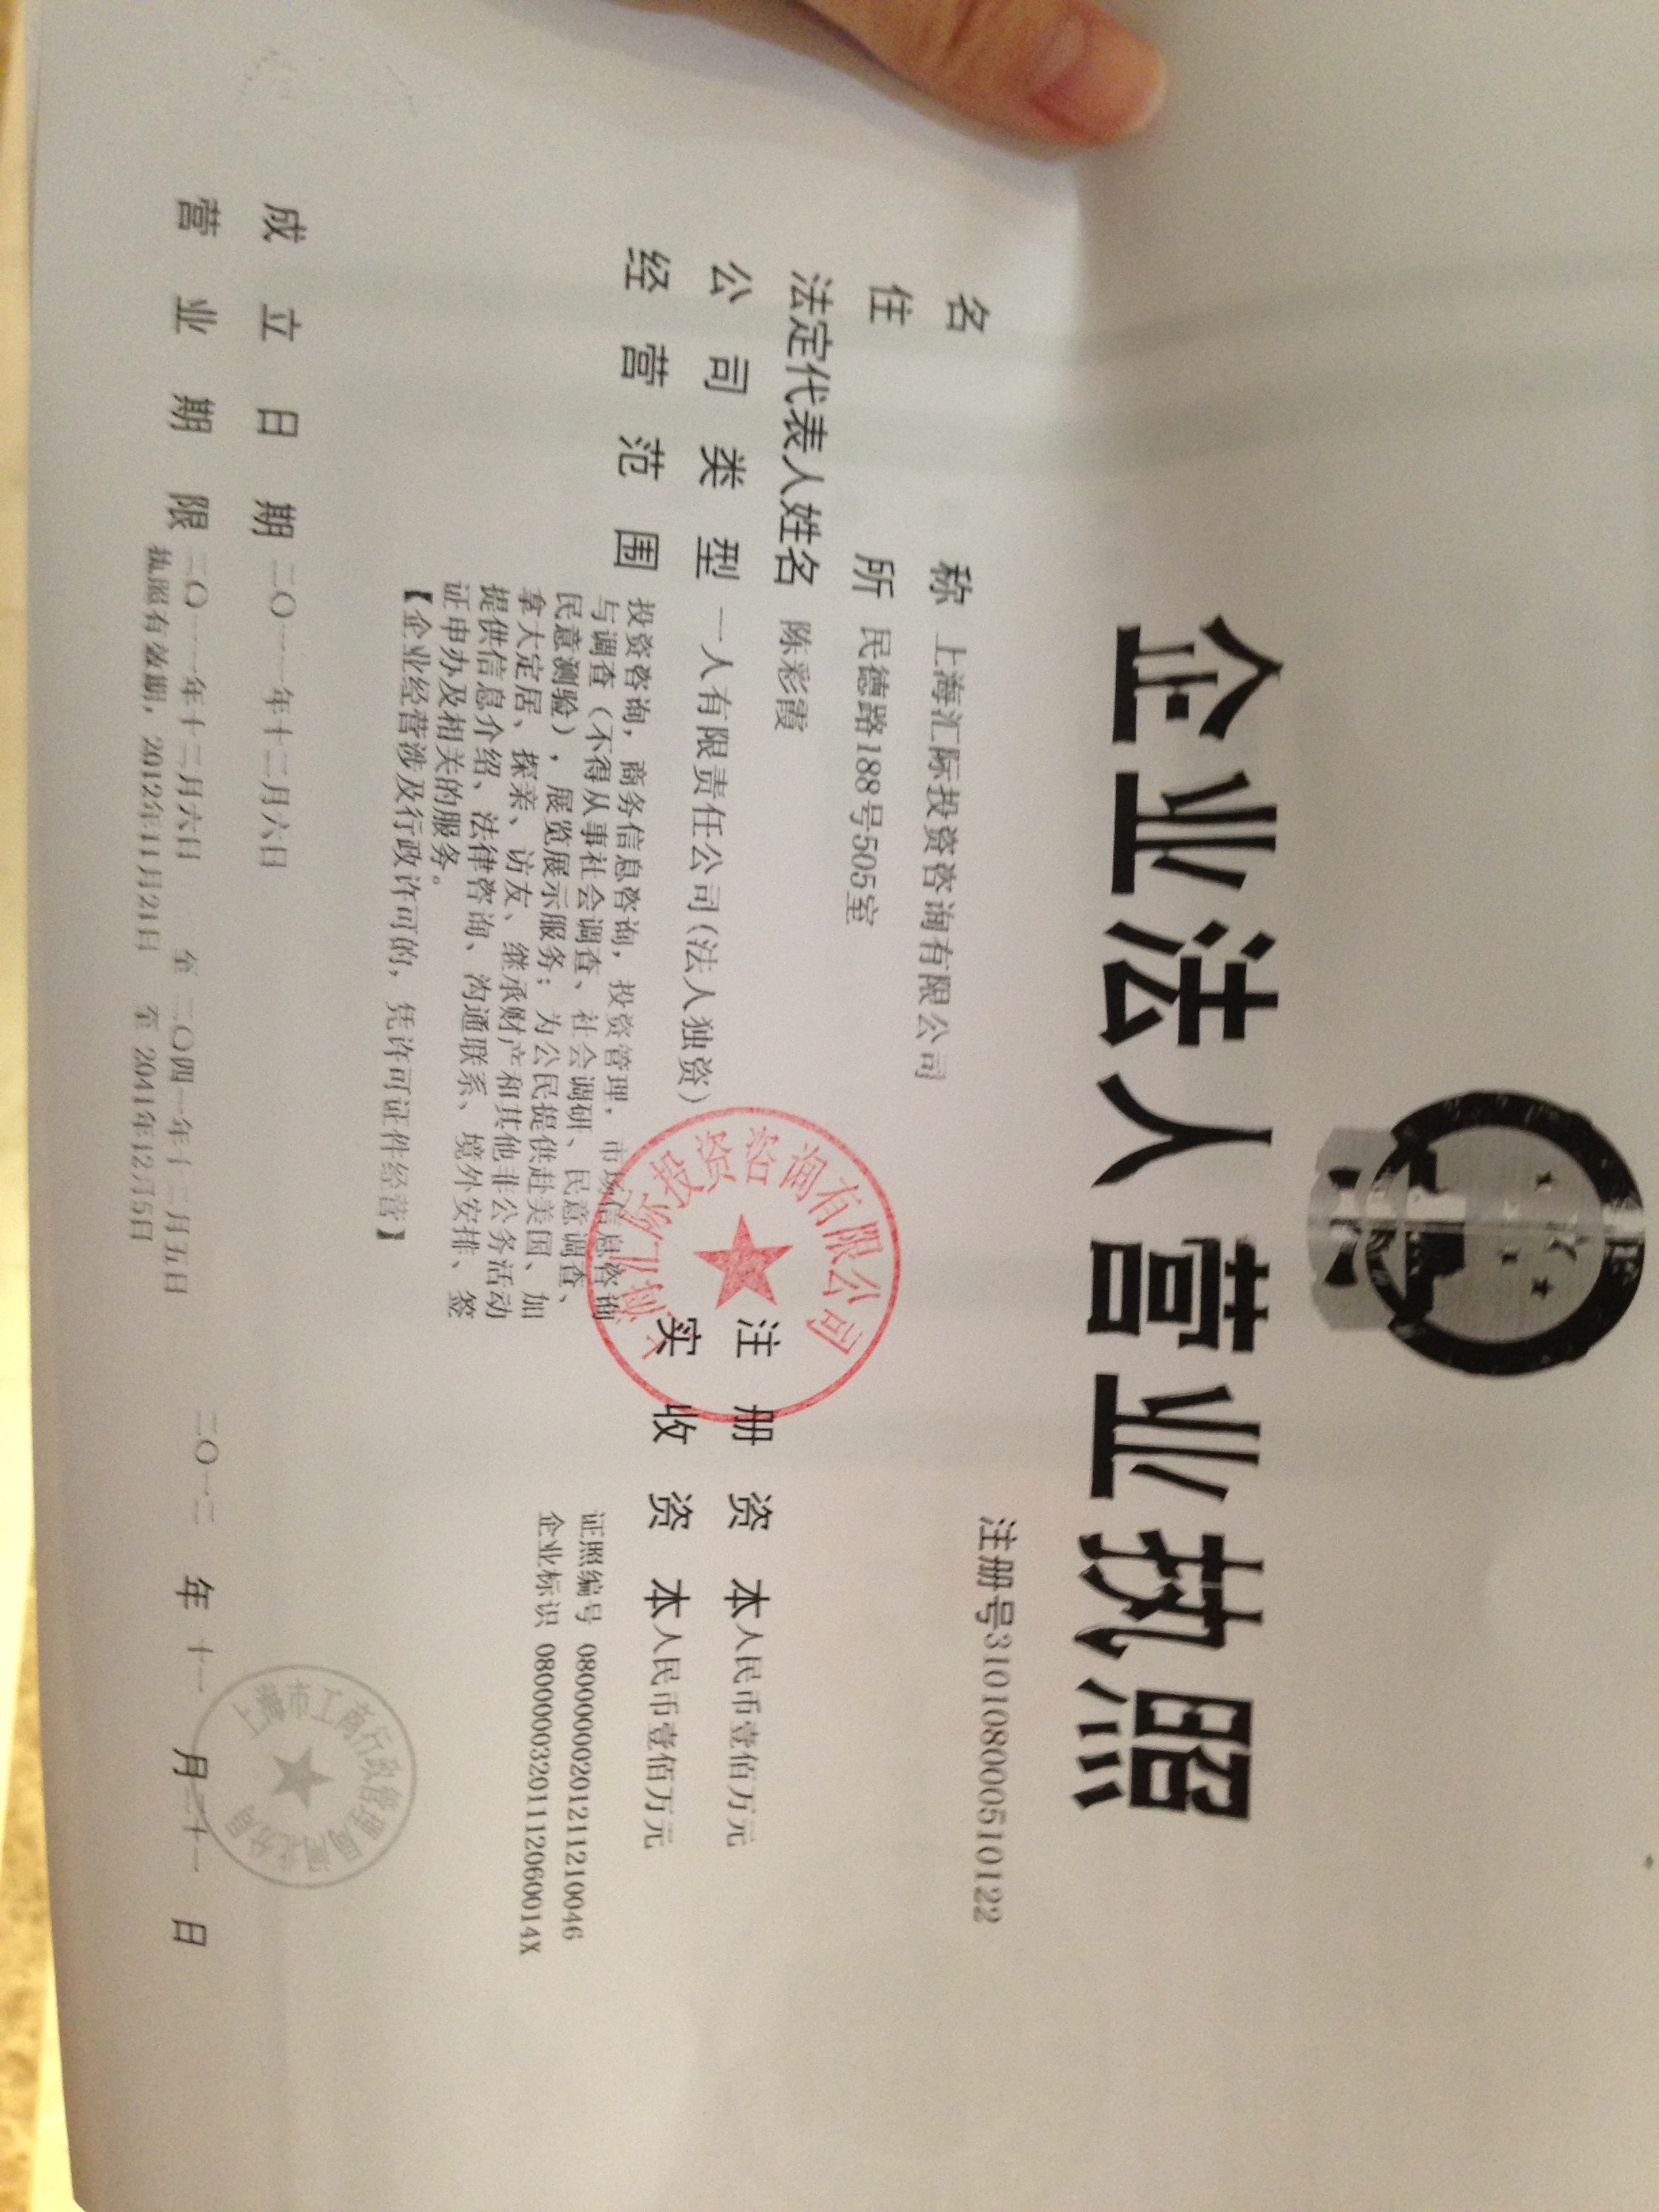 企业法人营业执照
注册号310108000510122
名 称 上海汇际投资咨询有限公司
住 所 民德路188号505室
法定代表人姓名 陈彩霞
注册资本人民币壹佰万元
公司类型 一人有限责任公司(法人独资)
实收资本人民币壹佰万元
经营范围 投资咨询，商务信息咨询，投资管理，市场信息咨询
与调查（不得从事社会调查、社会调研、民意调查、
民意测验），展览展示服务；为公民提供赴美国、加
拿大定居、探亲、访友、继承财产和其他非公务活动
提供信息介绍、法律咨询、沟通联系、境外安排、签
证申办及相关的服务。
【企业经营涉及行政许可的，凭许可证件经营】
证照编号 08000000201211210046
企业标识 08000003201112060014X
成立日期 二〇一一年十二月六日
营业期限 二〇一一年十二月六日 至 二〇四一年十二月五日
执照有效期，2012年11月21日 至 2041年12月5日
二〇一二 年 十一 月 二十一 日
投资咨询有限公司
上海市工商行政管理局闸北分局